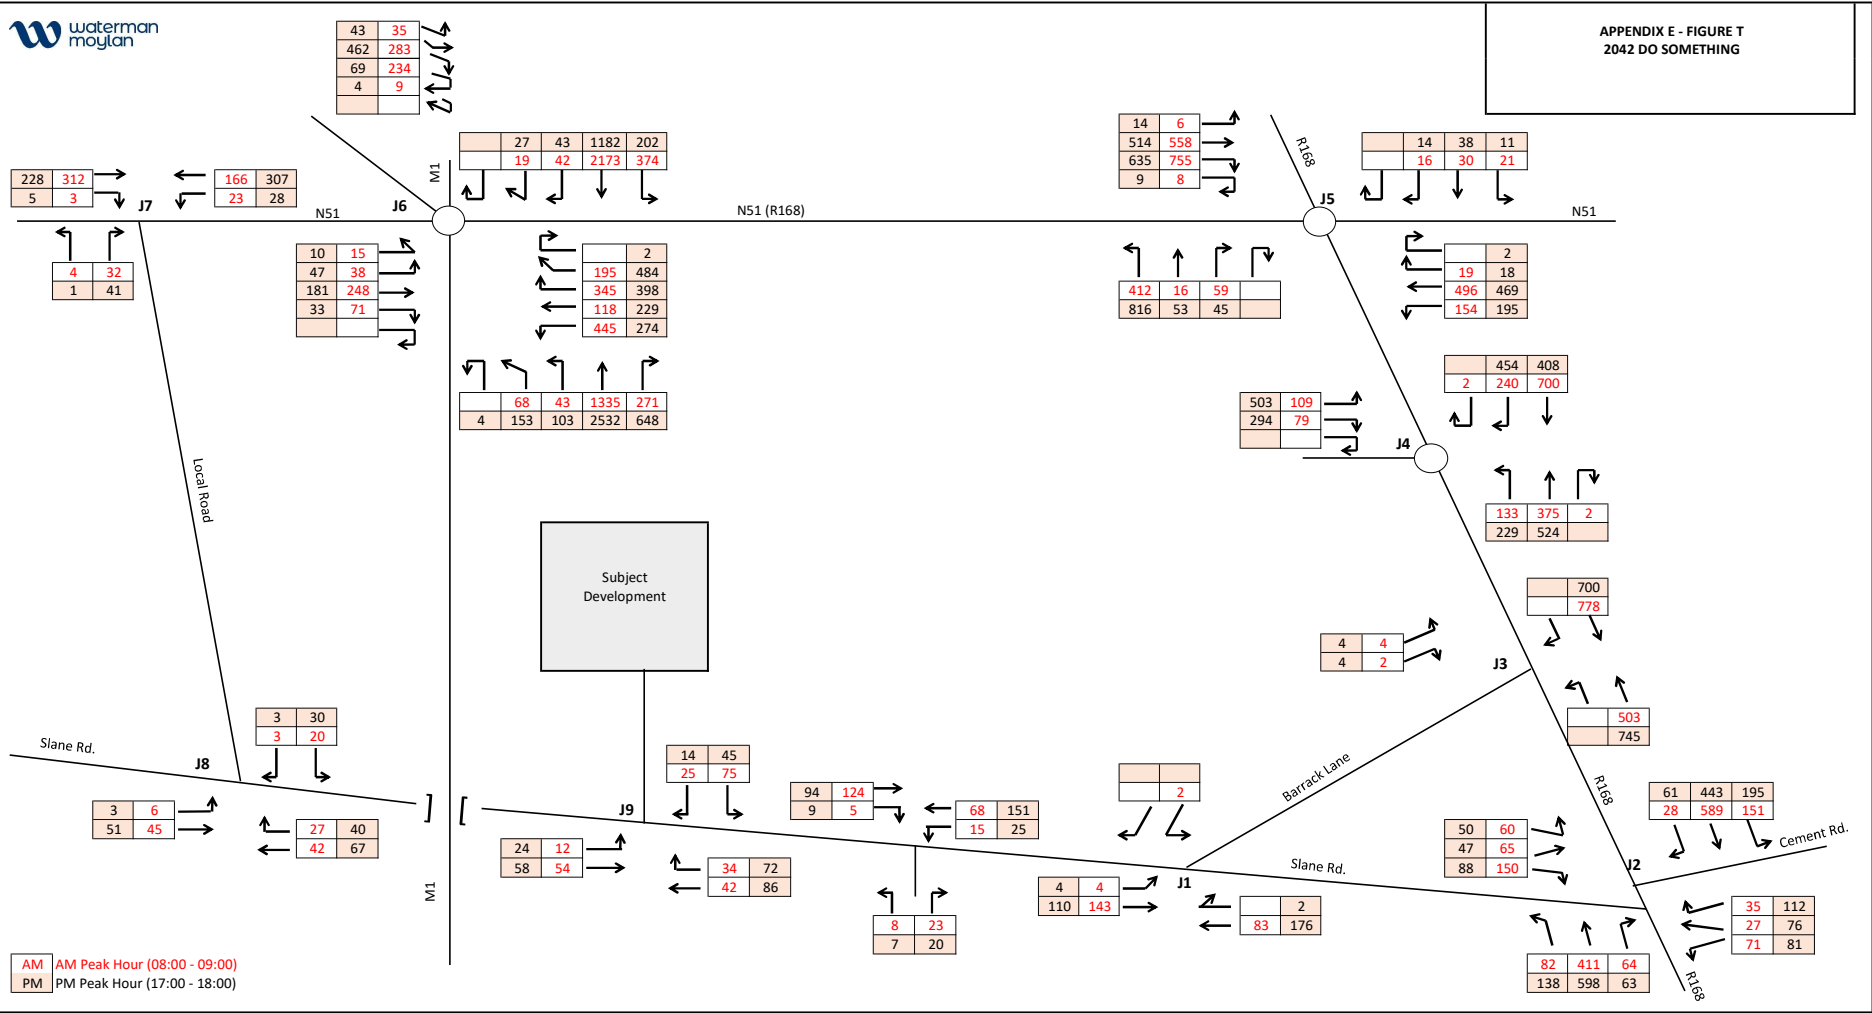 waterman
moylan
APPENDIX E - FIGURE T
2042 DO SOMETHING
43 35
462 283
69 234
4 9
27 43 1182 202
19 42 2173 374
M1
14 6
514 558
635 755
9 8
R168
14 38 11
16 30 21
228 312
5 3
166 307
23 28
J7
N51
J6
N51 (R168)
J5
N51
4 32
1 41
10 15
47 38
181 248
33 71
2
195 484
345 398
118 229
445 274
412 16 59
816 53 45
2
19 18
496 469
154 195
68 43 1335 271
4 153 103 2532 648
454 408
2 240 700
503 109
294 79
J4
Local Road
133 375 2
229 524
Subject
Development
700
778
4 4
4 2
J3
503
745
3 30
3 20
Slane Rd.
J8
3 6
51 45
27 40
42 67
] [
M1
14 45
25 75
J9
24 12
58 54
34 72
42 86
94 124
9 5
68 151
15 25
8 23
7 20
2
Barrack Lane
R168
61 443 195
28 589 151
50 60
47 65
88 150
J2
Cement Rd.
Slane Rd.
J1
4 4
110 143
2
83 176
35 112
27 76
71 81
82 411 64
138 598 63
R168
AM AM Peak Hour (08:00 - 09:00)
PM PM Peak Hour (17:00 - 18:00)